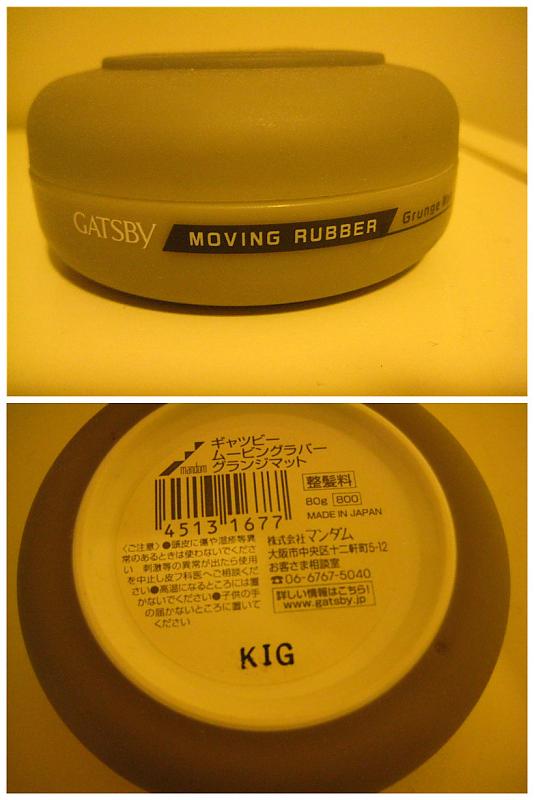 GATSBY
MOVING RUBBER
Grunge
mandom
ギャツビー
ムービングラバー
グランジマット
整髪料
80g 800
MADE IN JAPAN
4513 1677
〈ご注意〉●頭皮に傷や湿疹等異
常のあるときは使わないでくださ
い 刺激等の異常が出たら使用
を中止し皮フ科医へご相談くだ
さい●高温になるところには置
かないでください●子供の手
の届かないところに置いて
ください
株式会社マンダム
大阪市中央区十二軒町5-12
お客さま相談室
☎06-6767-5040
詳しい情報はこちら!
www.gatsby.jp
KIG